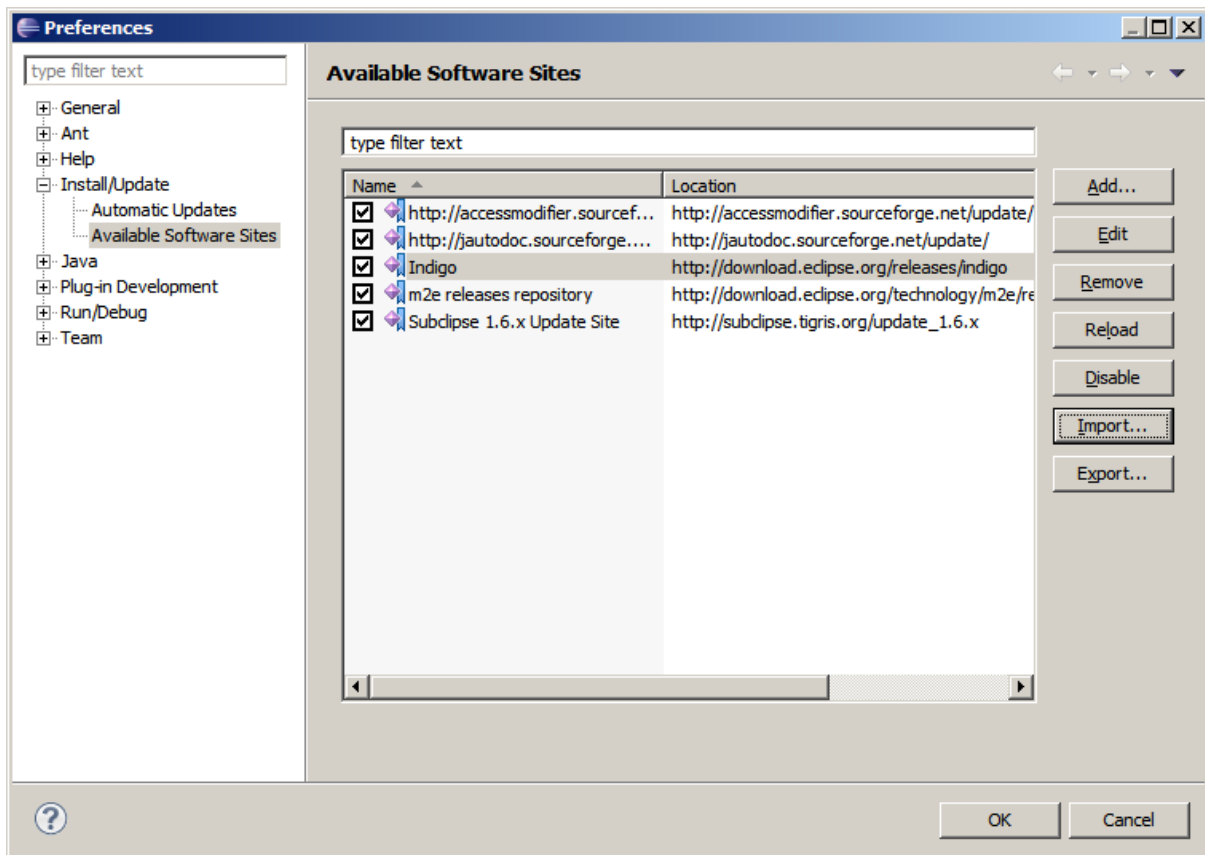 Preferences
type filter text
General
Ant
Help
Install/Update
Automatic Updates
Available Software Sites
Java
Plug-in Development
Run/Debug
Team
Available Software Sites
type filter text
Name Location
http://accessmodifier.sourcef... http://accessmodifier.sourceforge.net/update/
http://jautodoc.sourceforge.... http://jautodoc.sourceforge.net/update/
Indigo http://download.eclipse.org/releases/indigo
m2e releases repository http://download.eclipse.org/technology/m2e/re
Subclipse 1.6.x Update Site http://subclipse.tigris.org/update_1.6.x
Add...
Edit
Remove
Reload
Disable
Import...
Export...
?
OK Cancel